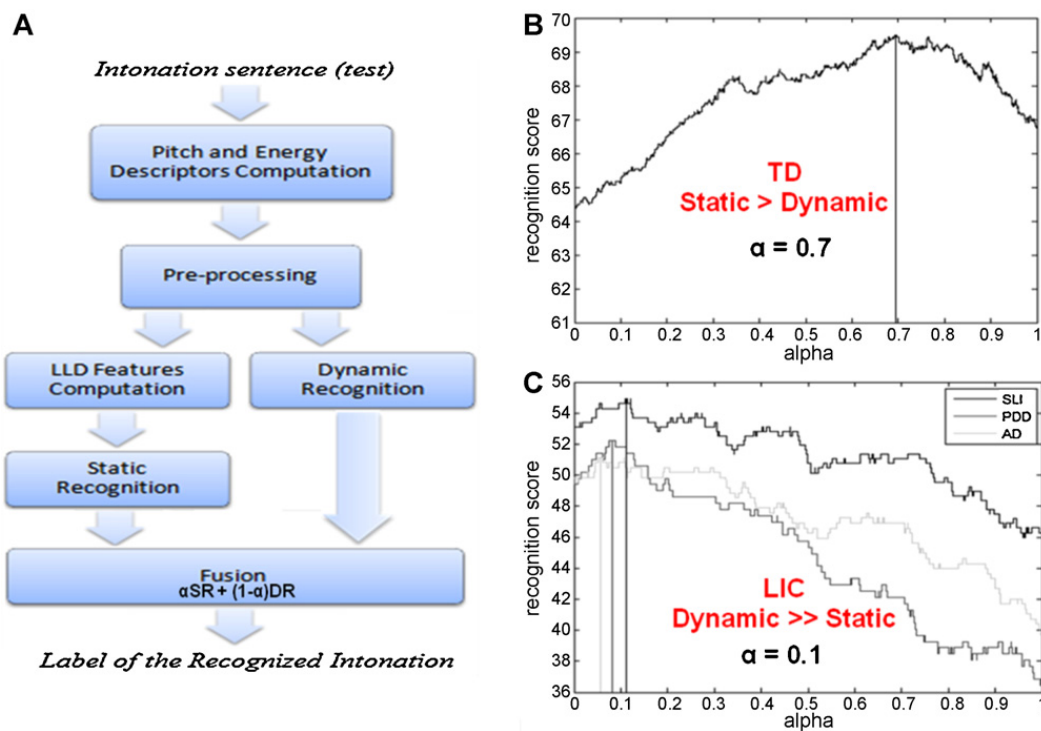 A
Intonation sentence (test)
Pitch and Energy
Descriptors Computation
Pre-processing
LLD Features
Computation
Dynamic
Recognition
Static
Recognition
Fusion
αSR + (1-α)DR
Label of the Recognized Intonation
B
70
69
68
67
66
65
64
63
62
61
recognition score
TD
Static > Dynamic
α = 0.7
0 0.1 0.2 0.3 0.4 0.5 0.6 0.7 0.8 0.9 1
alpha
C
56
54
52
50
48
46
44
42
40
38
36
recognition score
SLI
PDD
AD
LIC
Dynamic >> Static
α = 0.1
0 0.1 0.2 0.3 0.4 0.5 0.6 0.7 0.8 0.9 1
alpha